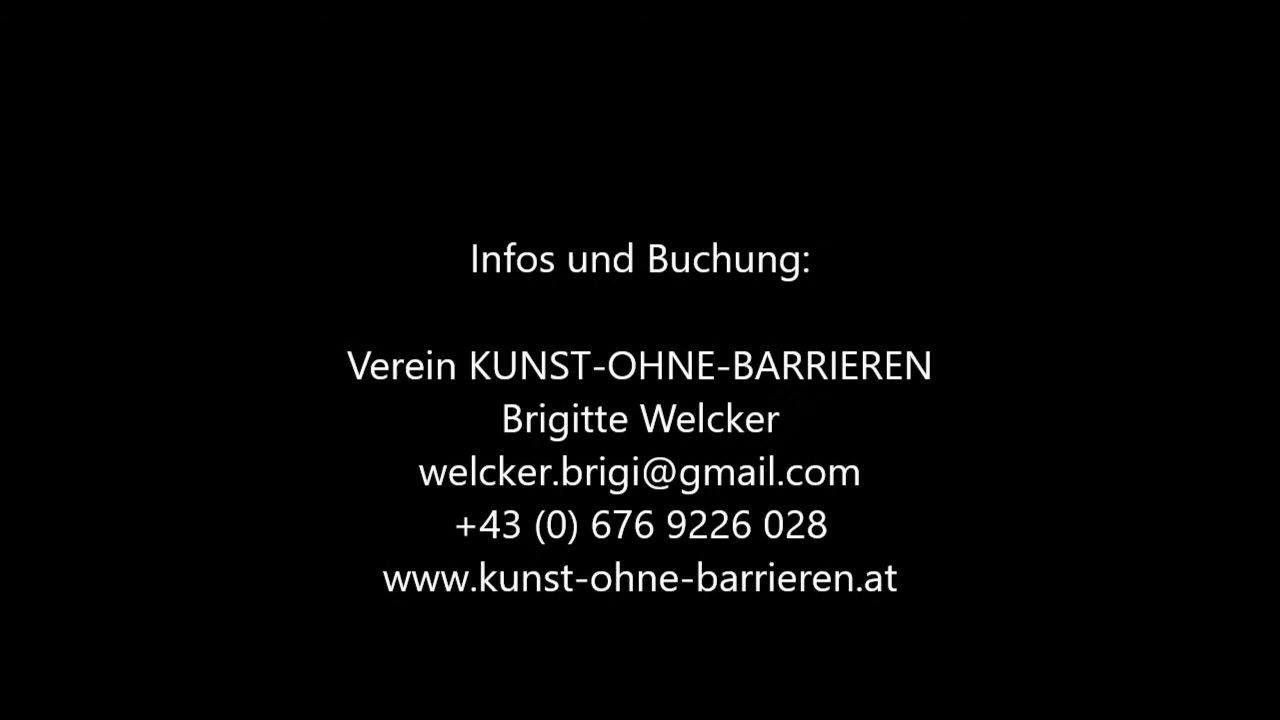 Infos und Buchung:
Verein KUNST-OHNE-BARRIEREN
Brigitte Welcker
welcker.brigi@gmail.com
+43 (0) 676 9226 028
www.kunst-ohne-barrieren.at